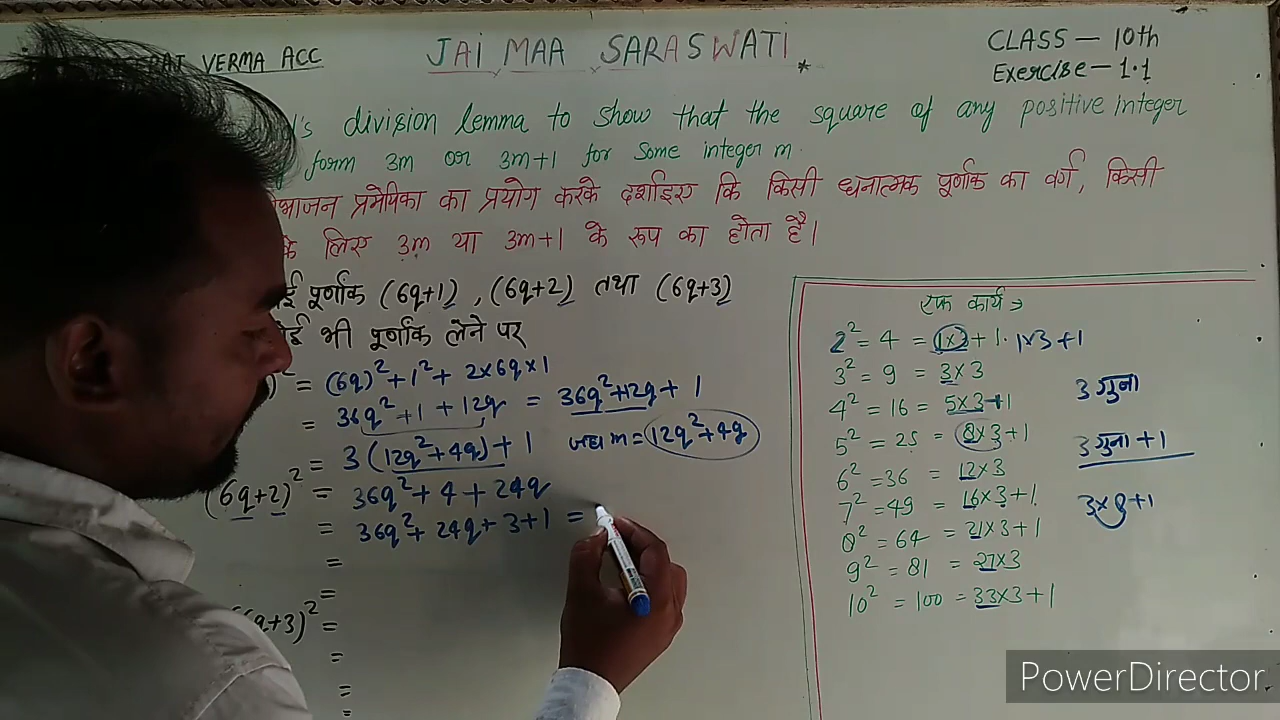 VERMA ACC
JAI MAA SARASWATI
CLASS – 10th
Exercise – 1.1
's division lemma to show that the square of any positive integer
form 3m or 3m+1 for some integer m.
प्रमेयिका का प्रयोग करके दर्शाइए कि किसी धनात्मक पूर्णांक का वर्ग, किसी
के लिए 3m या 3m+1 के रूप का होता है।
पूर्णांक (6q+1), (6q+2) तथा (6q+3)
भी पूर्णांक लेने पर
)² = (6q)²+1²+2×6q×1
= 36q²+1+12q = 36q²+12q+1
= 3(12q²+4q)+1 जहाँ m = 12q²+4q
(6q+2)² = 36q²+4+24q
= 36q²+24q+3+1 =
=
=
q+3)² =
=
=
=
एक कार्य⇒
2² = 4 = 1×3+1. 1×3+1
3² = 9 = 3×3
4² = 16 = 5×3+1
5² = 25 = 8×3+1
6² = 36 = 12×3
7² = 49 = 16×3+1
8² = 64 = 21×3+1
9² = 81 = 27×3
10² = 100 = 33×3+1
3 गुना
3 गुना+1
PowerDirector